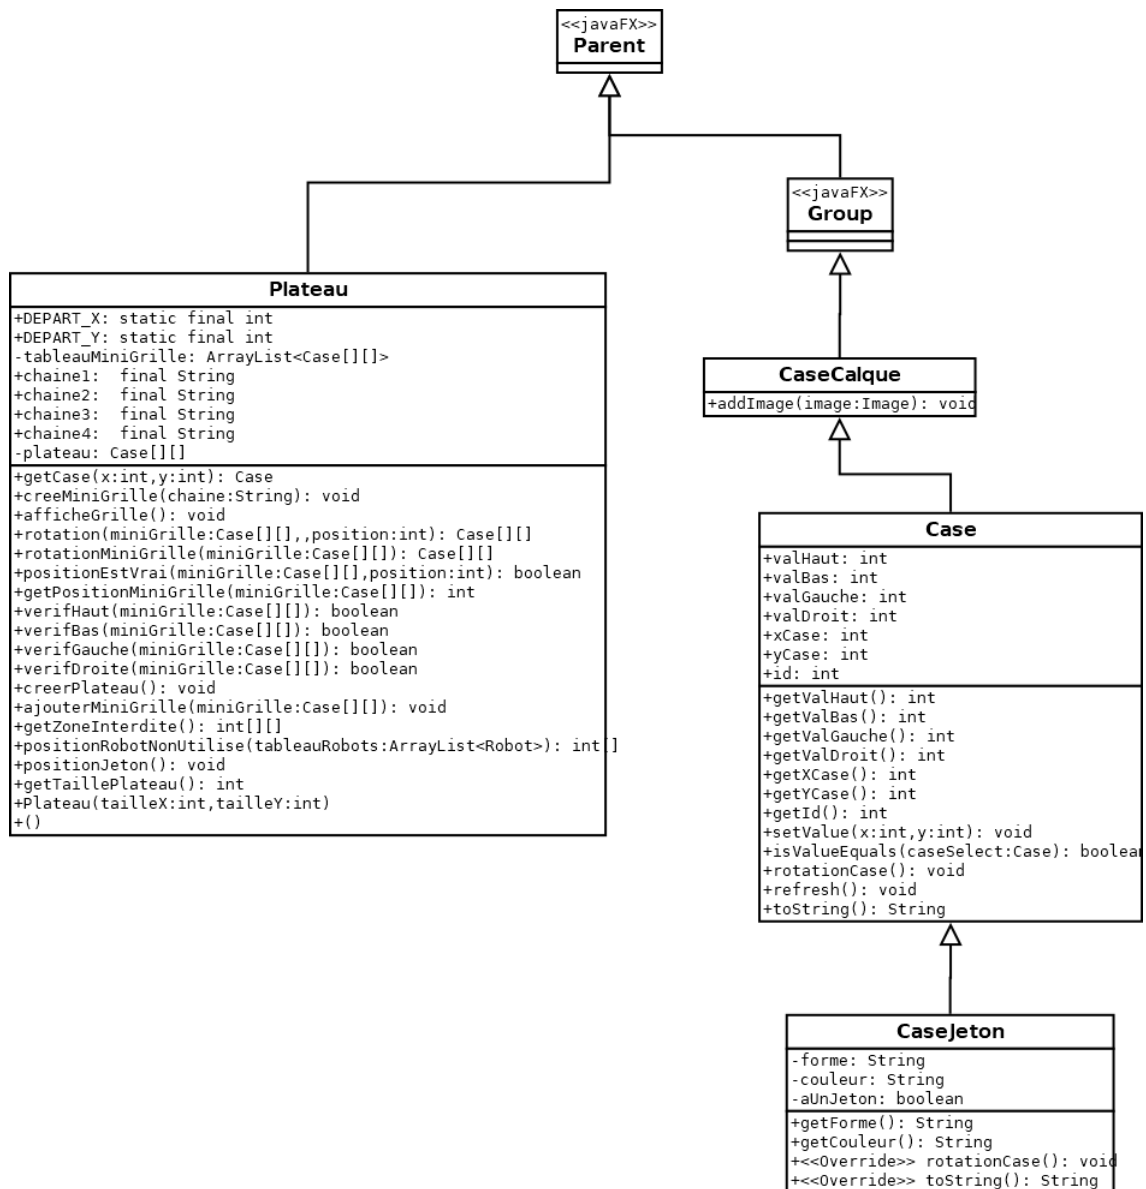 <<javaFX>>
Parent
<<javaFX>>
Group
Plateau
+DEPART_X: static final int
+DEPART_Y: static final int
-tableauMiniGrille: ArrayList<Case[][]>
+chaine1:  final String
+chaine2:  final String
+chaine3:  final String
+chaine4:  final String
-plateau: Case[][]
+getCase(x:int,y:int): Case
+creeMiniGrille(chaine:String): void
+afficheGrille(): void
+rotation(miniGrille:Case[][],,position:int): Case[][]
+rotationMiniGrille(miniGrille:Case[][]): Case[][]
+positionEstVrai(miniGrille:Case[][],position:int): boolean
+getPositionMiniGrille(miniGrille:Case[][]): int
+verifHaut(miniGrille:Case[][]): boolean
+verifBas(miniGrille:Case[][]): boolean
+verifGauche(miniGrille:Case[][]): boolean
+verifDroite(miniGrille:Case[][]): boolean
+creerPlateau(): void
+ajouterMiniGrille(miniGrille:Case[][]): void
+getZoneInterdite(): int[][]
+positionRobotNonUtilise(tableauRobots:ArrayList<Robot>): int[]
+positionJeton(): void
+getTaillePlateau(): int
+Plateau(tailleX:int,tailleY:int)
+()
CaseCalque
+addImage(image:Image): void
Case
+valHaut: int
+valBas: int
+valGauche: int
+valDroit: int
+xCase: int
+yCase: int
+id: int
+getValHaut(): int
+getValBas(): int
+getValGauche(): int
+getValDroit(): int
+getXCase(): int
+getYCase(): int
+getId(): int
+setValue(x:int,y:int): void
+isValueEquals(caseSelect:Case): boolean
+rotationCase(): void
+refresh(): void
+toString(): String
CaseJeton
-forme: String
-couleur: String
-aUnJeton: boolean
+getForme(): String
+getCouleur(): String
+<<Override>> rotationCase(): void
+<<Override>> toString(): String